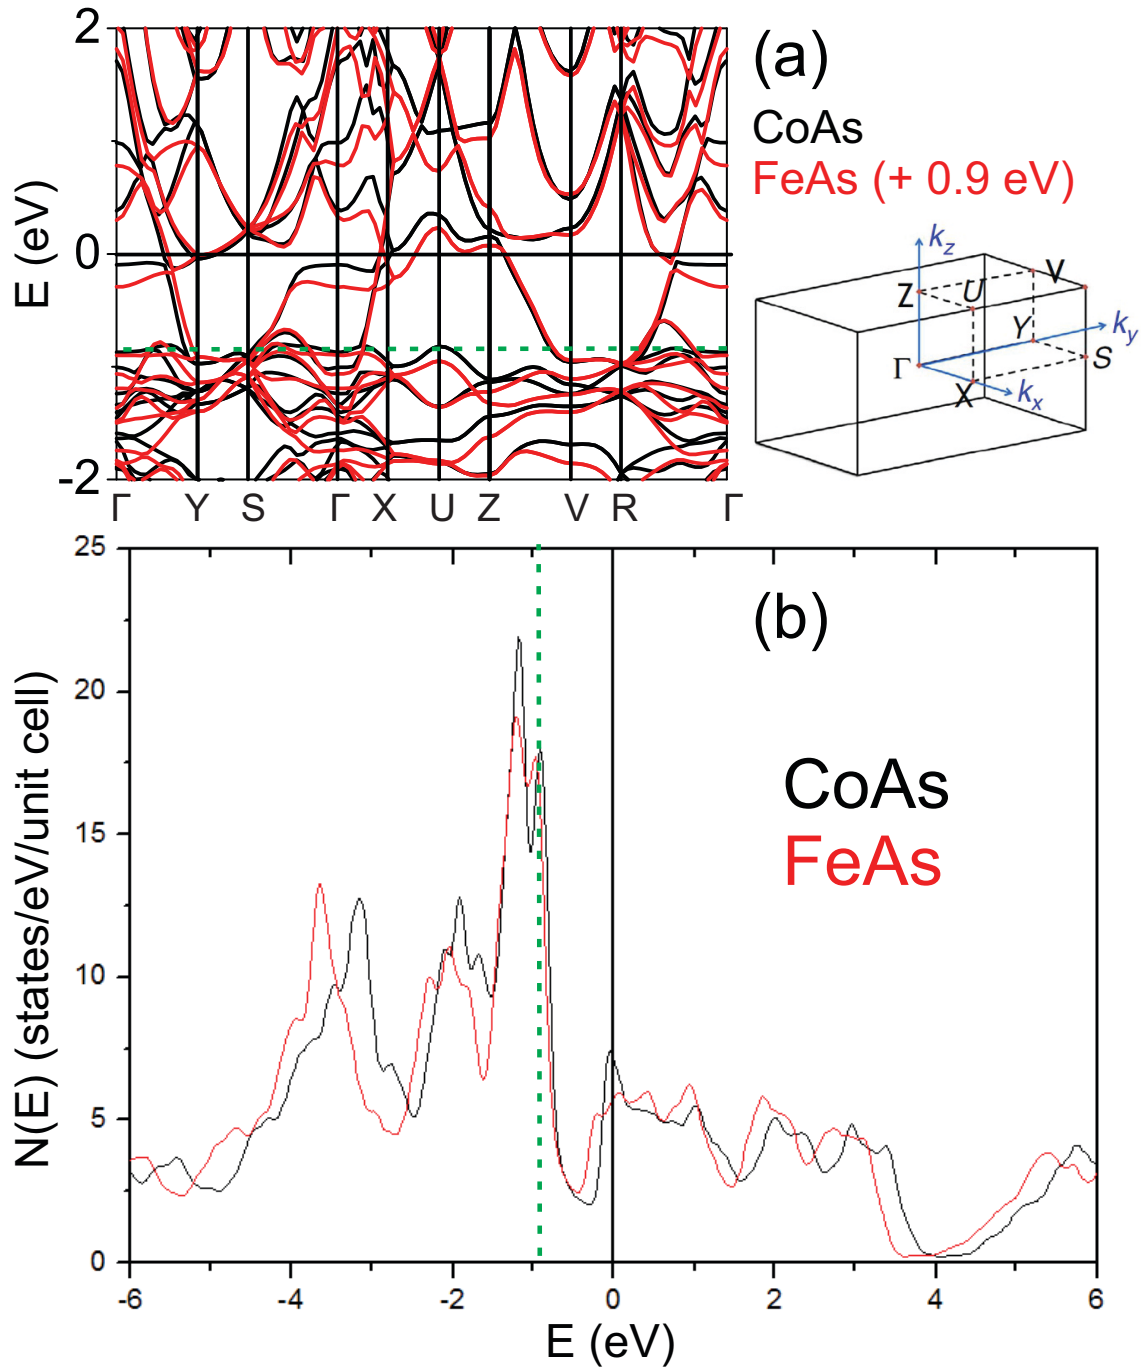 (a)
CoAs
FeAs (+ 0.9 eV)
E (eV)
2
0
-2
Γ Y S Γ X U Z V R Γ
k_z
Z U V
Y k_y
Γ S
X k_x
(b)
CoAs
FeAs
N(E) (states/eV/unit cell)
25
20
15
10
5
0
-6 -4 -2 0 2 4 6
E (eV)